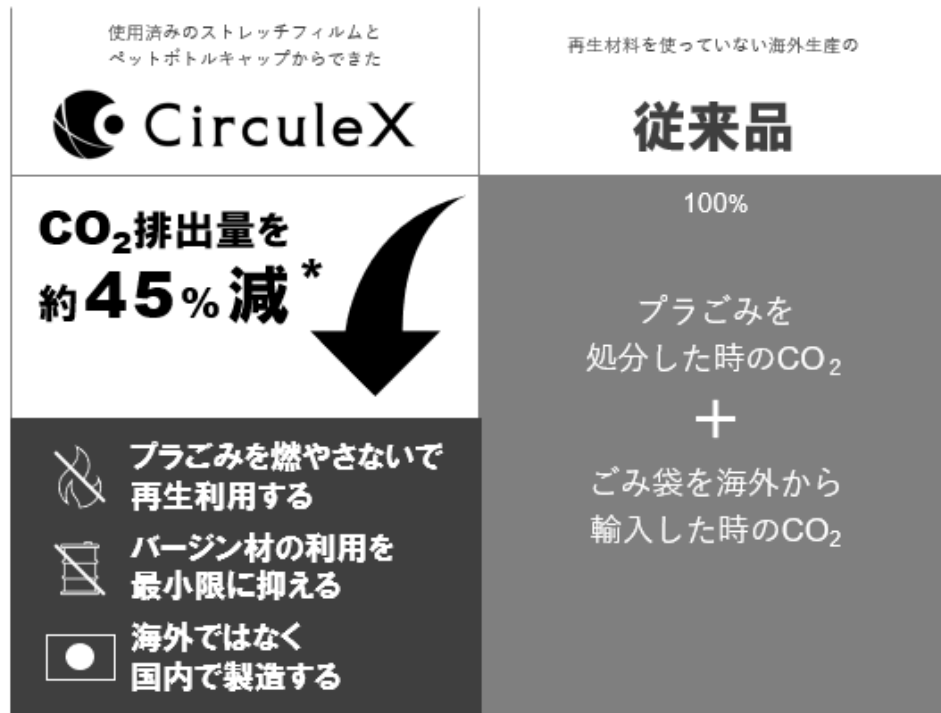 使用済みのストレッチフィルムと
ペットボトルキャップからできた
CirculeX
再生材料を使っていない海外生産の
従来品
CO₂排出量を
約45%減*
プラごみを燃やさないで
再生利用する
バージン材の利用を
最小限に抑える
海外ではなく
国内で製造する
100%
プラごみを
処分した時のCO₂
+
ごみ袋を海外から
輸入した時のCO₂